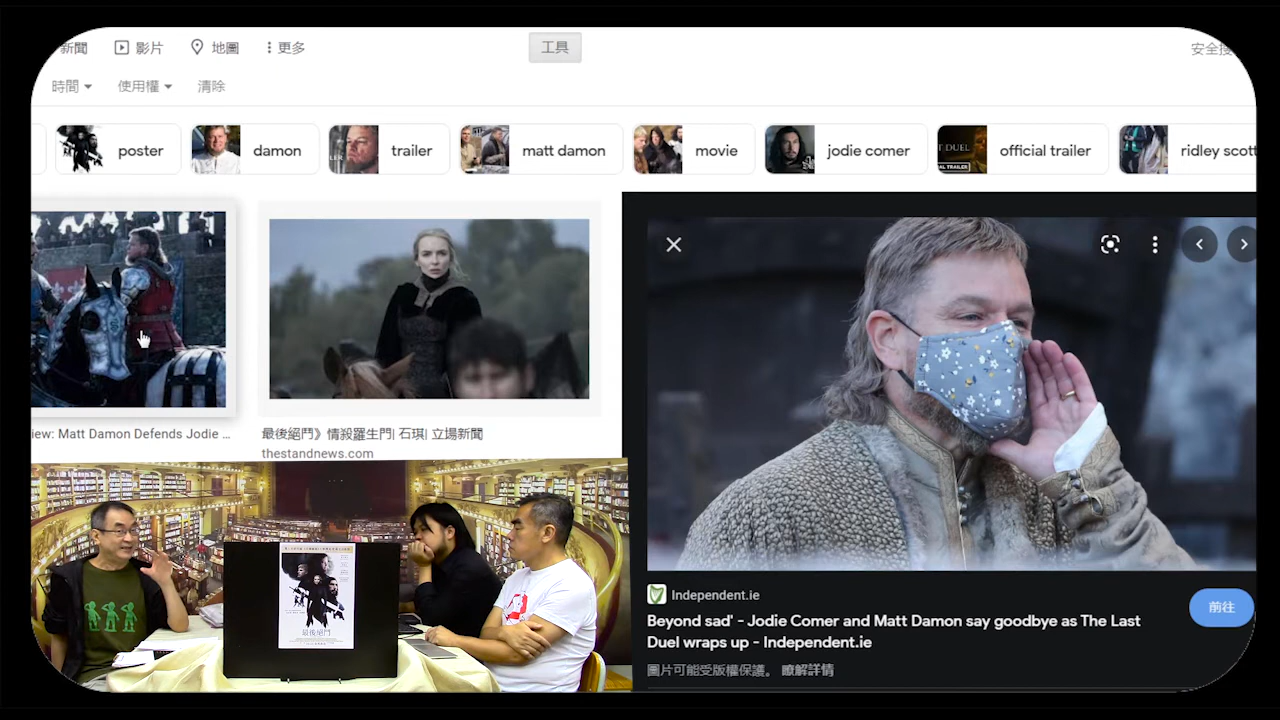 新聞
影片
地圖
更多
工具
安全搜
時間
使用權
清除
poster
damon
trailer
matt damon
movie
jodie comer
official trailer
ridley scott
iew: Matt Damon Defends Jodie ...
最後絕鬥》情殺羅生門| 石琪| 立場新聞
thestandnews.com
最後絕鬥
Independent.ie
前往
Beyond sad' - Jodie Comer and Matt Damon say goodbye as The Last
Duel wraps up - Independent.ie
圖片可能受版權保護。 瞭解詳情